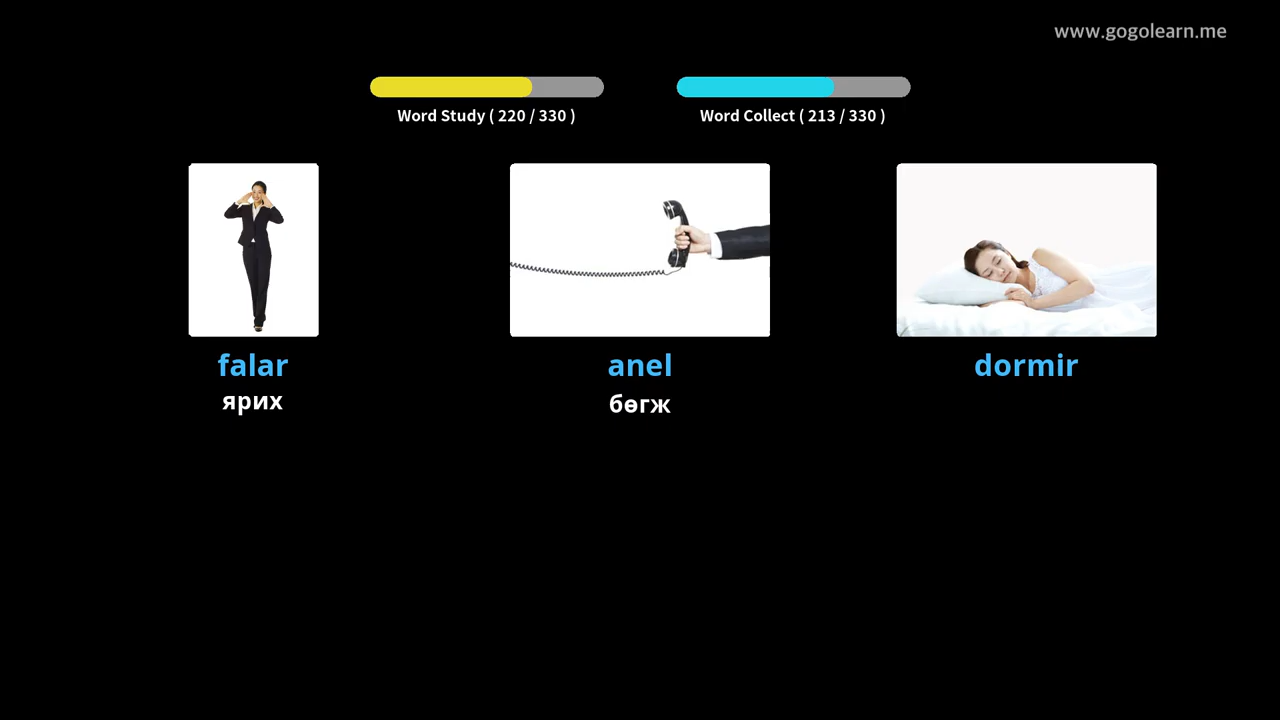 www.gogolearn.me
Word Study ( 220 / 330 )
Word Collect ( 213 / 330 )
falar
anel
dormir
ярих
бөгж